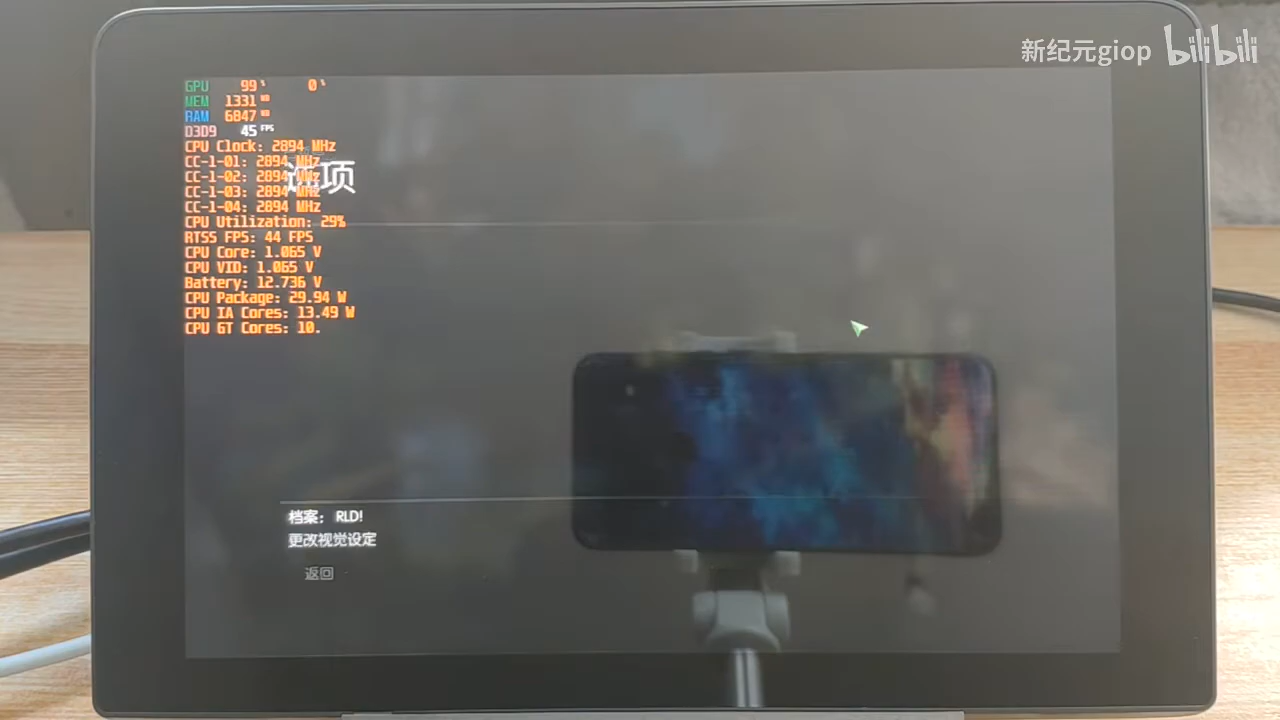 新纪元giop bilibili
GPU 99% 0%
MEM 1331 MB
RAM 6847 MB
D3D9 45 FPS
CPU Clock: 2894 MHz
CC-1-01: 2894 MHz
CC-1-02: 2894 MHz
CC-1-03: 2894 MHz
CC-1-04: 2894 MHz
选项
CPU Utilization: 29%
RTSS FPS: 44 FPS
CPU Core: 1.065 V
CPU VID: 1.065 V
Battery: 12.736 V
CPU Package: 29.94 W
CPU IA Cores: 13.49 W
CPU GT Cores: 10.
档案： RLD!
更改视觉设定
返回